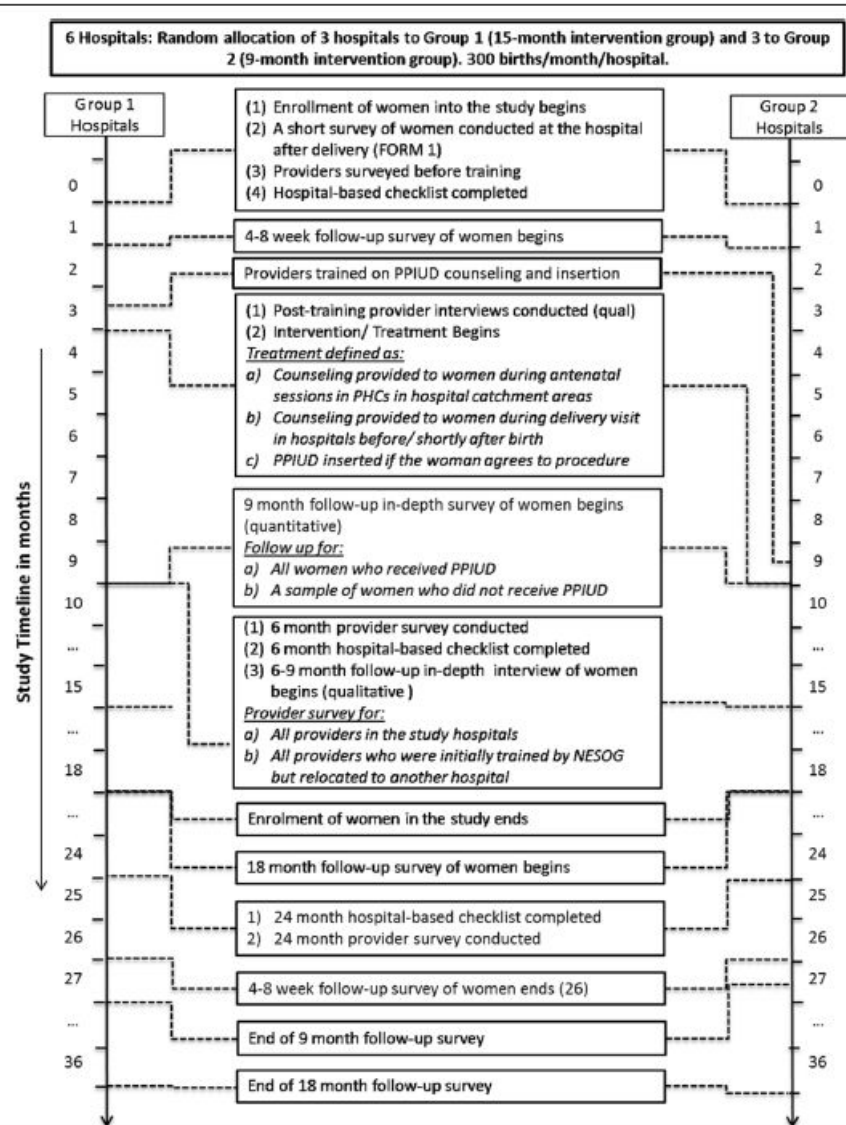 6 Hospitals: Random allocation of 3 hospitals to Group 1 (15-month intervention group) and 3 to Group
2 (9-month intervention group). 300 births/month/hospital.
Group 1
Hospitals
Group 2
Hospitals
(1) Enrollment of women into the study begins
(2) A short survey of women conducted at the hospital
after delivery (FORM 1)
(3) Providers surveyed before training
(4) Hospital-based checklist completed
4-8 week follow-up survey of women begins
Providers trained on PPIUD counseling and insertion
(1) Post-training provider interviews conducted (qual)
(2) Intervention/ Treatment Begins
Treatment defined as:
a) Counseling provided to women during antenatal
sessions in PHCs in hospital catchment areas
b) Counseling provided to women during delivery visit
in hospitals before/ shortly after birth
c) PPIUD inserted if the woman agrees to procedure
9 month follow-up in-depth survey of women begins
(quantitative)
Follow up for:
a) All women who received PPIUD
b) A sample of women who did not receive PPIUD
(1) 6 month provider survey conducted
(2) 6 month hospital-based checklist completed
(3) 6-9 month follow-up in-depth interview of women
begins (qualitative )
Provider survey for:
a) All providers in the study hospitals
b) All providers who were initially trained by NESOG
but relocated to another hospital
Enrolment of women in the study ends
18 month follow-up survey of women begins
1) 24 month hospital-based checklist completed
2) 24 month provider survey conducted
4-8 week follow-up survey of women ends (26)
End of 9 month follow-up survey
End of 18 month follow-up survey
Study Timeline in months
0
1
2
3
4
5
6
7
8
9
10
...
15
...
18
...
24
25
26
27
...
36
0
1
2
3
4
5
6
7
8
9
10
...
15
...
18
...
24
25
26
27
...
36